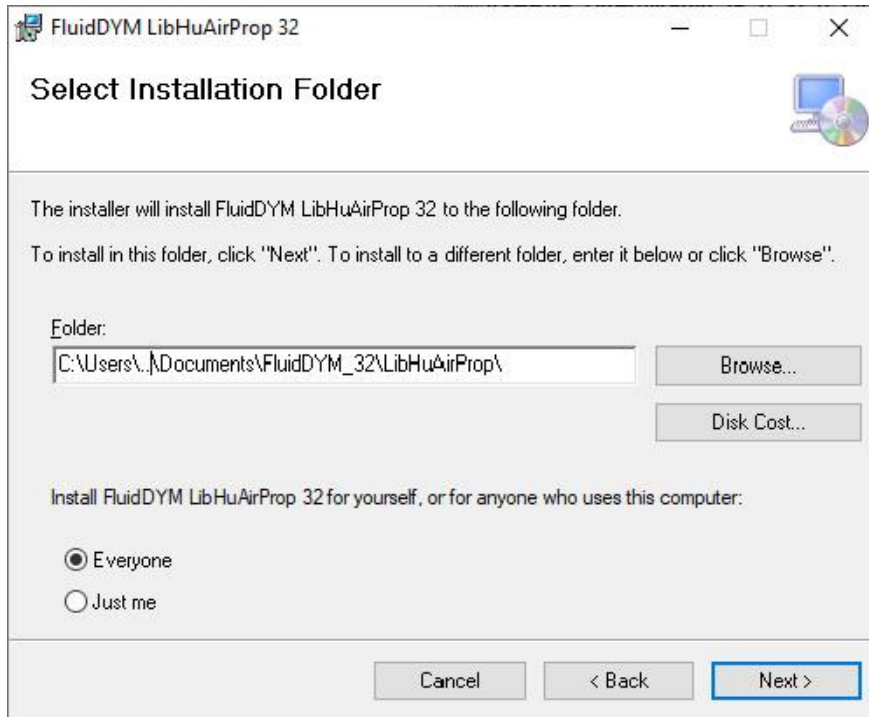 FluidDYM LibHuAirProp 32
Select Installation Folder
The installer will install FluidDYM LibHuAirProp 32 to the following folder.
To install in this folder, click "Next". To install to a different folder, enter it below or click "Browse".
Folder:
C:\Users\..\Documents\FluidDYM_32\LibHuAirProp\
Browse...
Disk Cost...
Install FluidDYM LibHuAirProp 32 for yourself, or for anyone who uses this computer:
Everyone
Just me
Cancel
< Back
Next >